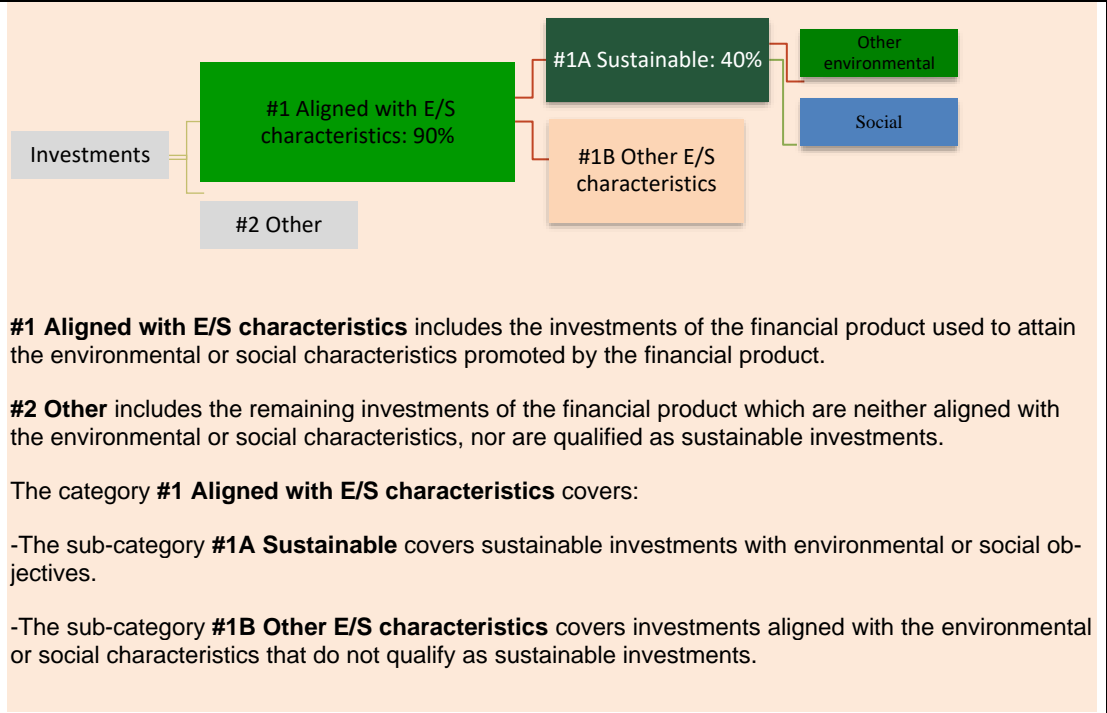 Investments
#1 Aligned with E/S
characteristics: 90%
#2 Other
#1A Sustainable: 40%
#1B Other E/S
characteristics
Other
environmental
Social
#1 Aligned with E/S characteristics includes the investments of the financial product used to attain
the environmental or social characteristics promoted by the financial product.
#2 Other includes the remaining investments of the financial product which are neither aligned with
the environmental or social characteristics, nor are qualified as sustainable investments.
The category #1 Aligned with E/S characteristics covers:
-The sub-category #1A Sustainable covers sustainable investments with environmental or social ob-
jectives.
-The sub-category #1B Other E/S characteristics covers investments aligned with the environmental
or social characteristics that do not qualify as sustainable investments.